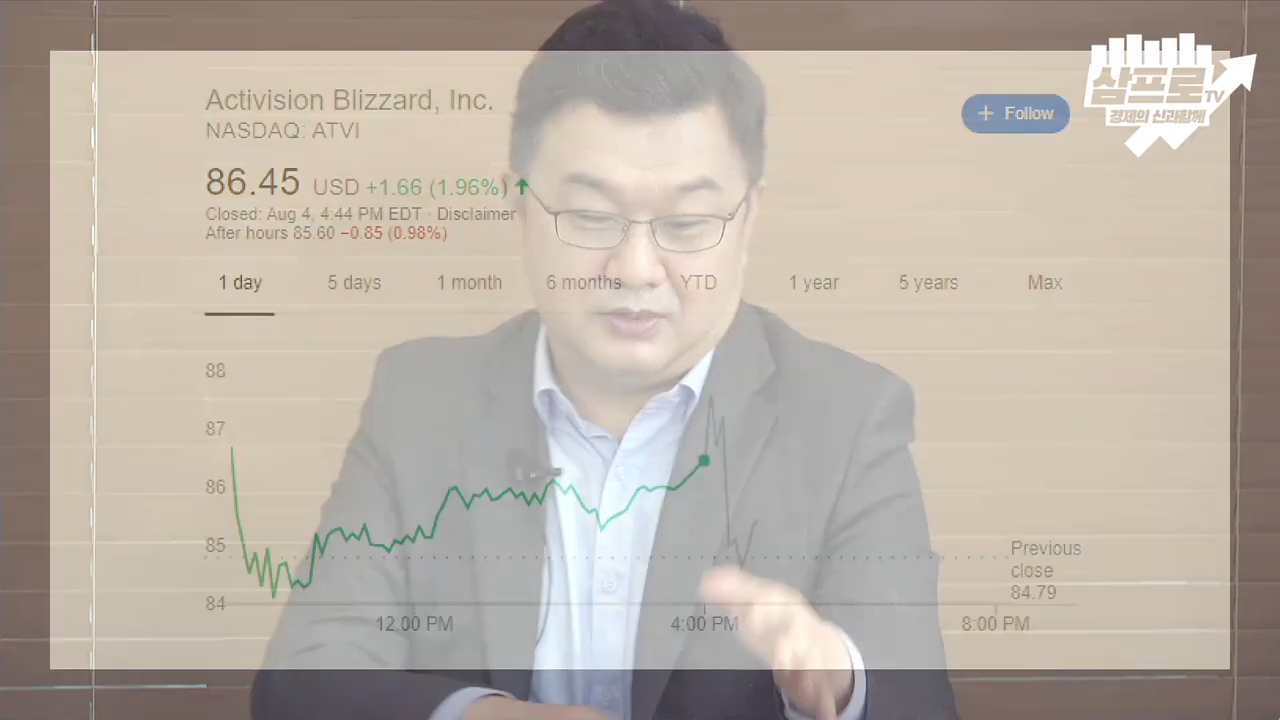 Activision Blizzard, Inc.
NASDAQ: ATVI
+ Follow
삼프로TV
경제의 신과함께
86.45 USD +1.66 (1.96%)
Closed: Aug 4, 4:44 PM EDT · Disclaimer
After hours 85.60 −0.85 (0.98%)
1 day 5 days 1 month 6 months YTD 1 year 5 years Max
88
87
86
85
84
Previous
close
84.79
12:00 PM 4:00 PM 8:00 PM